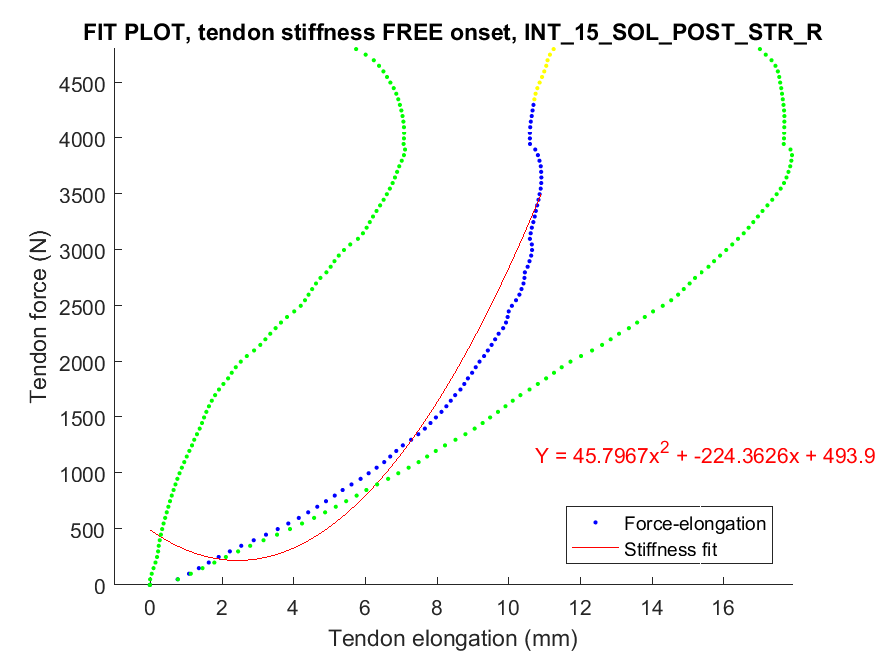 FIT PLOT, tendon stiffness FREE onset, INT_15_SOL_POST_STR_R
4500
4000
3500
3000
2500
2000
1500
1000
500
0
Tendon force (N)
Y = 45.7967x² + -224.3626x + 493.9
Force-elongation
Stiffness fit
0 2 4 6 8 10 12 14 16
Tendon elongation (mm)